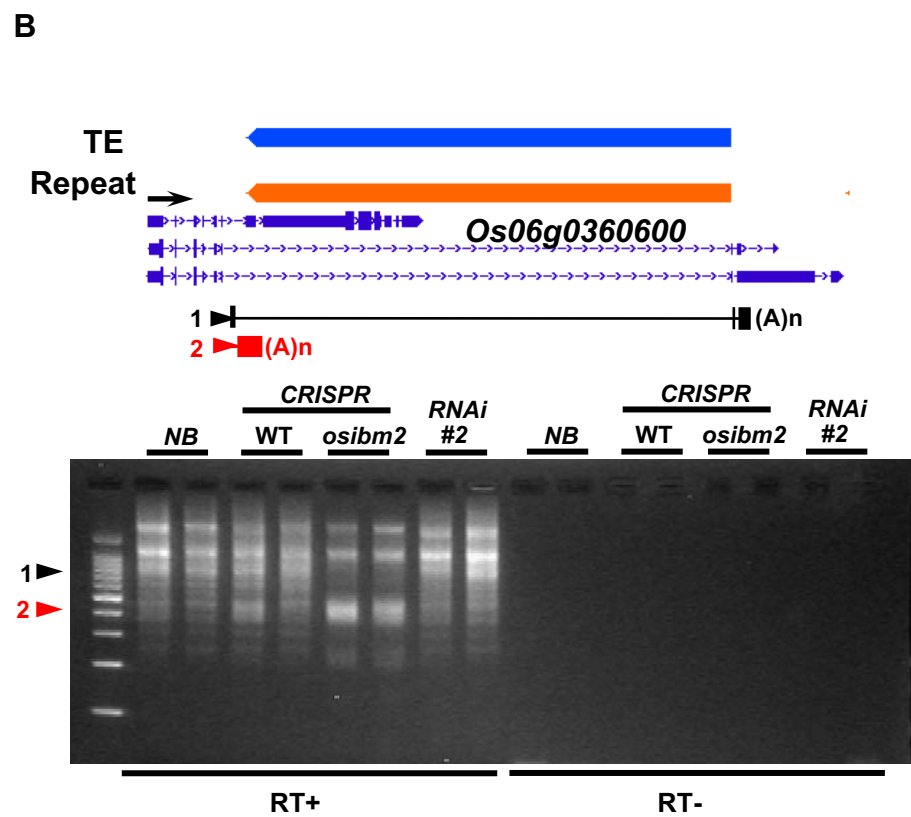 B
TE
Repeat
Os06g0360600
1 (A)n
2 (A)n
CRISPR CRISPR
NB WT osibm2 RNAi #2 NB WT osibm2 RNAi #2
1
2
RT+ RT-